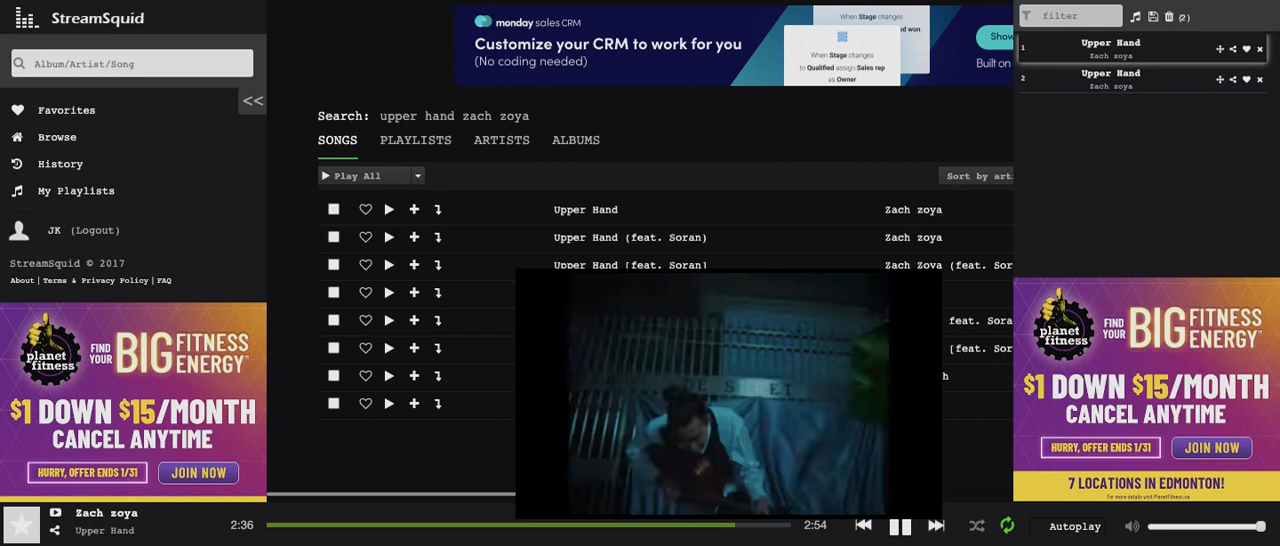 StreamSquid
Album/Artist/Song
<<
Favorites
Browse
History
My Playlists
JK (Logout)
StreamSquid © 2017
About | Terms & Privacy Policy | FAQ
planet fitness
FIND YOUR BIG FITNESS ENERGY
$1 DOWN $15/MONTH
CANCEL ANYTIME
HURRY, OFFER ENDS 1/31
JOIN NOW
monday sales CRM
Customize your CRM to work for you
(No coding needed)
When Stage changes
When Stage changes
to Qualified assign Sales rep
as Owner
Built on
Search: upper hand zach zoya
SONGS PLAYLISTS ARTISTS ALBUMS
Play All
Sort by
Upper Hand Zach zoya
Upper Hand (feat. Soran) Zach zoya
Upper Hand [feat. Soran] Zach Zoya (feat.
filter
(2)
1 Upper Hand
Zach zoya
2 Upper Hand
Zach zoya
planet fitness
FIND YOUR BIG FITNESS ENERGY
$1 DOWN $15/MONTH
CANCEL ANYTIME
HURRY, OFFER ENDS 1/31
JOIN NOW
7 LOCATIONS IN EDMONTON!
For more details visit PlanetFitness.ca
Zach zoya
Upper Hand
2:36
2:54
Autoplay